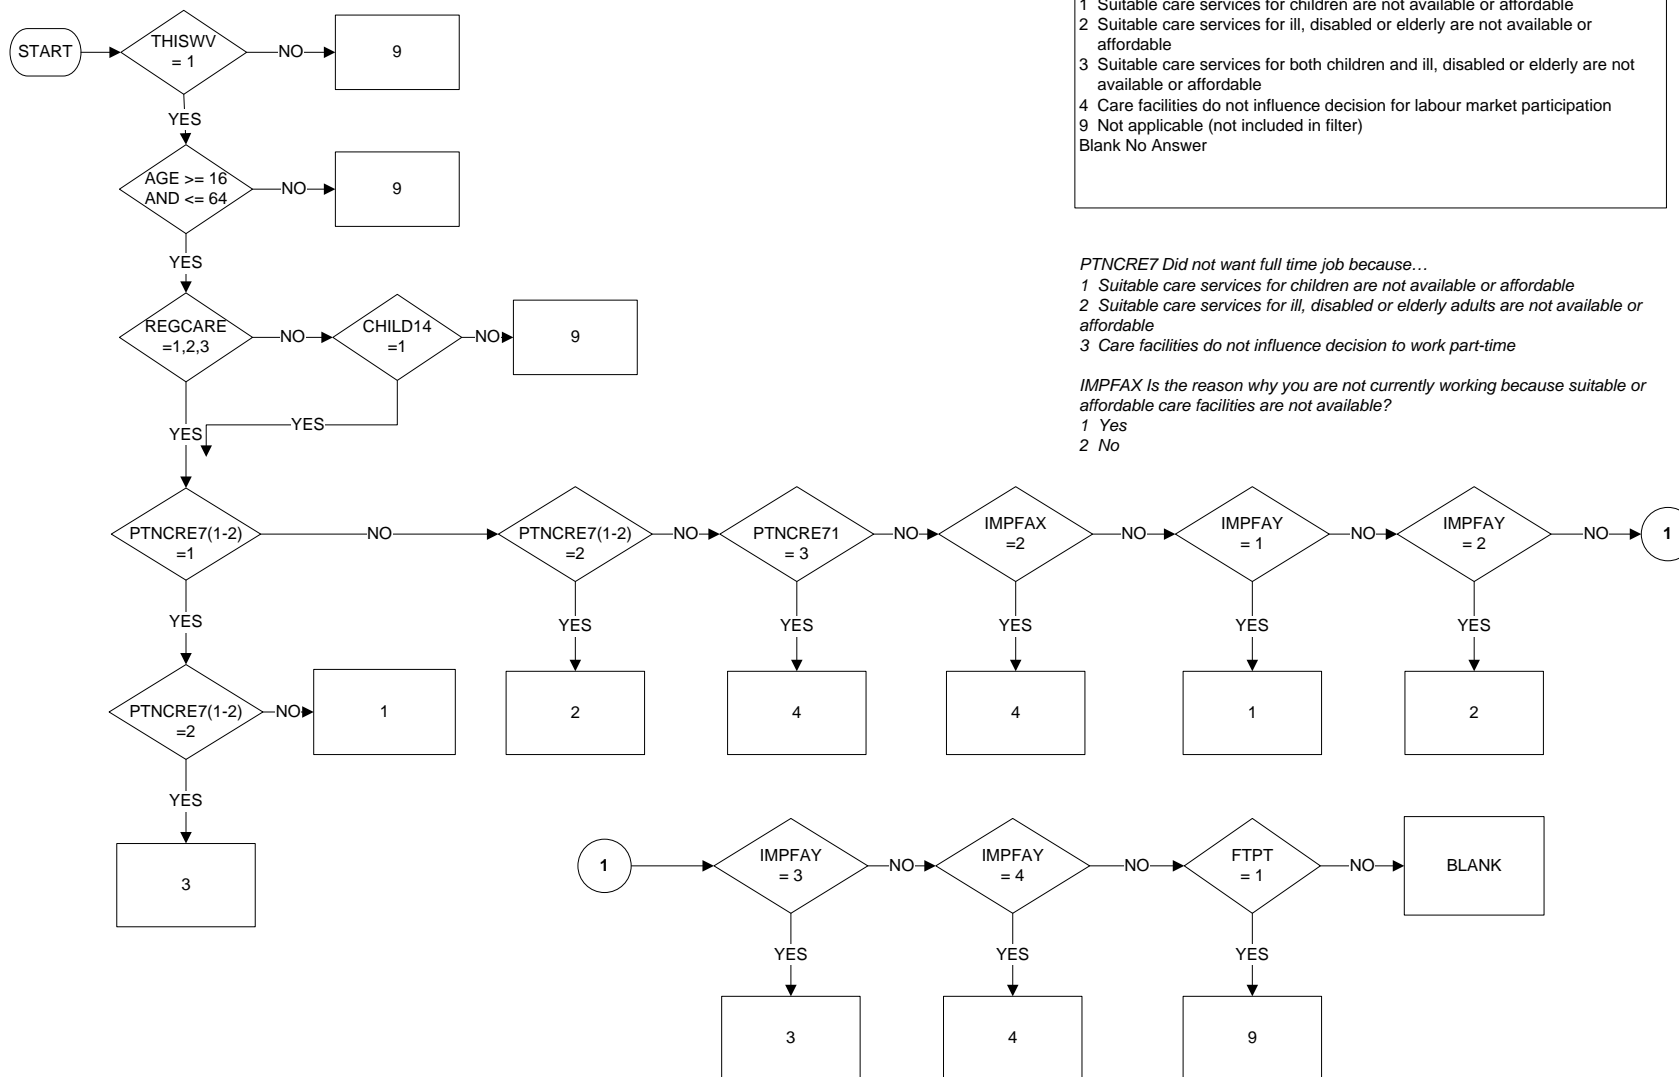 1 Suitable care services for children are not available or affordable
2 Suitable care services for ill, disabled or elderly are not available or
affordable
3 Suitable care services for both children and ill, disabled or elderly are not
available or affordable
4 Care facilities do not influence decision for labour market participation
9 Not applicable (not included in filter)
Blank No Answer
START
THISWV
= 1
NO
9
YES
AGE >= 16
AND <= 64
NO
9
YES
PTNCRE7 Did not want full time job because…
1 Suitable care services for children are not available or affordable
2 Suitable care services for ill, disabled or elderly adults are not available or
affordable
3 Care facilities do not influence decision to work part-time
IMPFAX Is the reason why you are not currently working because suitable or
affordable care facilities are not available?
1 Yes
2 No
REGCARE
=1,2,3
NO
CHILD14
=1
NO
9
YES
YES
PTNCRE7(1-2)
=1
NO
PTNCRE7(1-2)
=2
NO
PTNCRE71
= 3
NO
IMPFAX
=2
NO
IMPFAY
= 1
NO
IMPFAY
= 2
NO
1
YES
YES
YES
YES
YES
YES
PTNCRE7(1-2)
=2
NO
1
2
4
4
1
2
YES
3
1
IMPFAY
= 3
NO
IMPFAY
= 4
NO
FTPT
= 1
NO
BLANK
YES
YES
YES
3
4
9